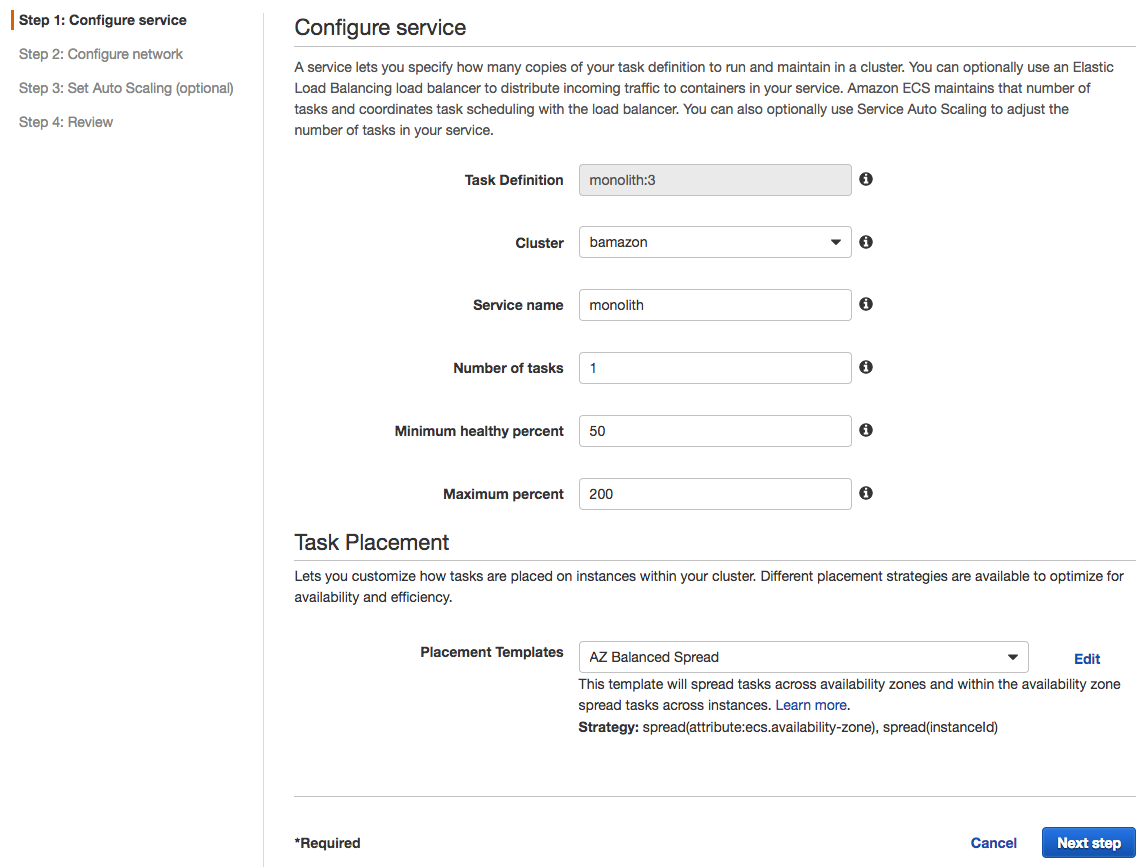 Step 1: Configure service
Step 2: Configure network
Step 3: Set Auto Scaling (optional)
Step 4: Review
Configure service
A service lets you specify how many copies of your task definition to run and maintain in a cluster. You can optionally use an Elastic
Load Balancing load balancer to distribute incoming traffic to containers in your service. Amazon ECS maintains that number of
tasks and coordinates task scheduling with the load balancer. You can also optionally use Service Auto Scaling to adjust the
number of tasks in your service.
Task Definition monolith:3
Cluster bamazon
Service name monolith
Number of tasks 1
Minimum healthy percent 50
Maximum percent 200
Task Placement
Lets you customize how tasks are placed on instances within your cluster. Different placement strategies are available to optimize for
availability and efficiency.
Placement Templates AZ Balanced Spread Edit
This template will spread tasks across availability zones and within the availability zone
spread tasks across instances. Learn more.
Strategy: spread(attribute:ecs.availability-zone), spread(instanceId)
*Required Cancel Next step